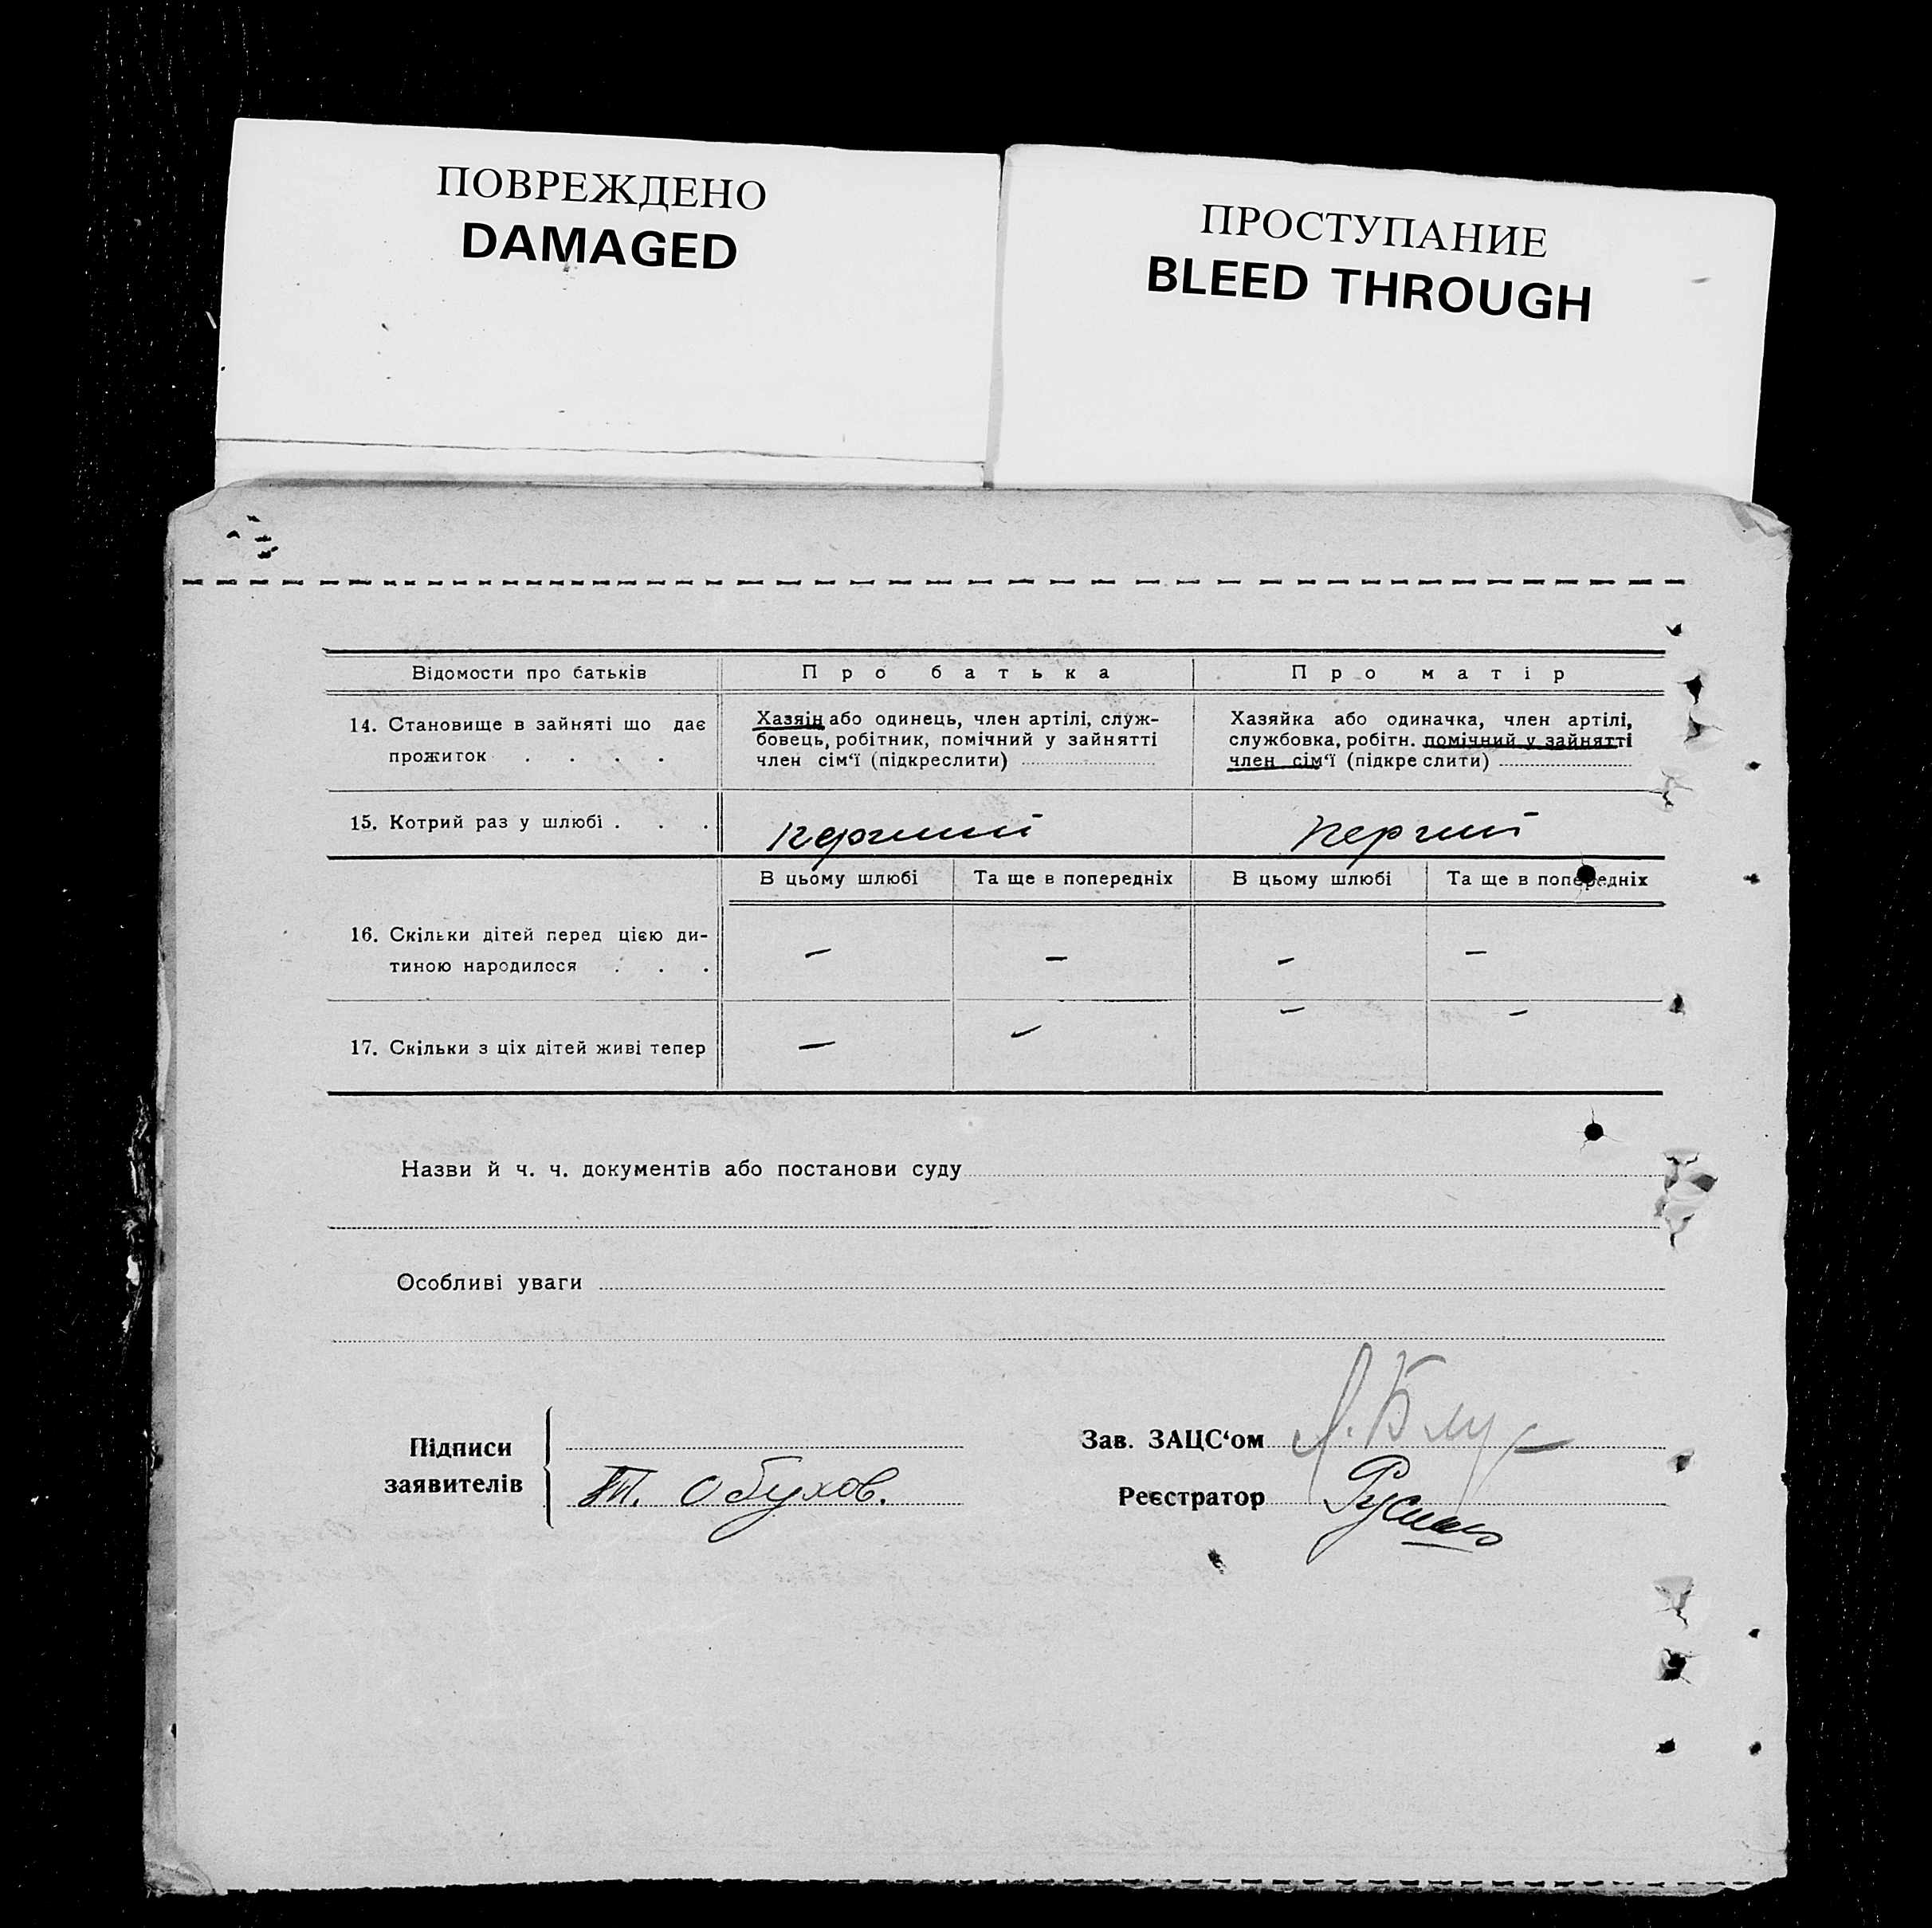 ПОВРЕЖДЕНО
DAMAGED
ПРОСТУПАНИЕ
BLEED THROUGH
Відомости про батьків
Про батька
Про матір
14. Становище в зайняті що дає
прожиток . . . .
Хазяїн або одинець, член артілі, служ-
бовець, робітник, помічний у зайнятті
член сім‘ї (підкреслити)
Хазяйка або одиначка, член артілі,
службовка, робітн. помічний у зайнятті
член сім‘ї (підкреслити)
15. Котрий раз у шлюбі . . .
перший
перший
В цьому шлюбі
Та ще в попередніх
В цьому шлюбі
Та ще в попередніх
16. Скільки дітей перед цією ди-
тиною народилося . . .
– – – –
17. Скільки з ціх дітей живі тепер
– – – –
Назви й ч. ч. документів або постанови суду
Особливі уваги
Підписи
заявителів
Т. Обухов.
Зав. ЗАЦС‘ом
Реєстратор